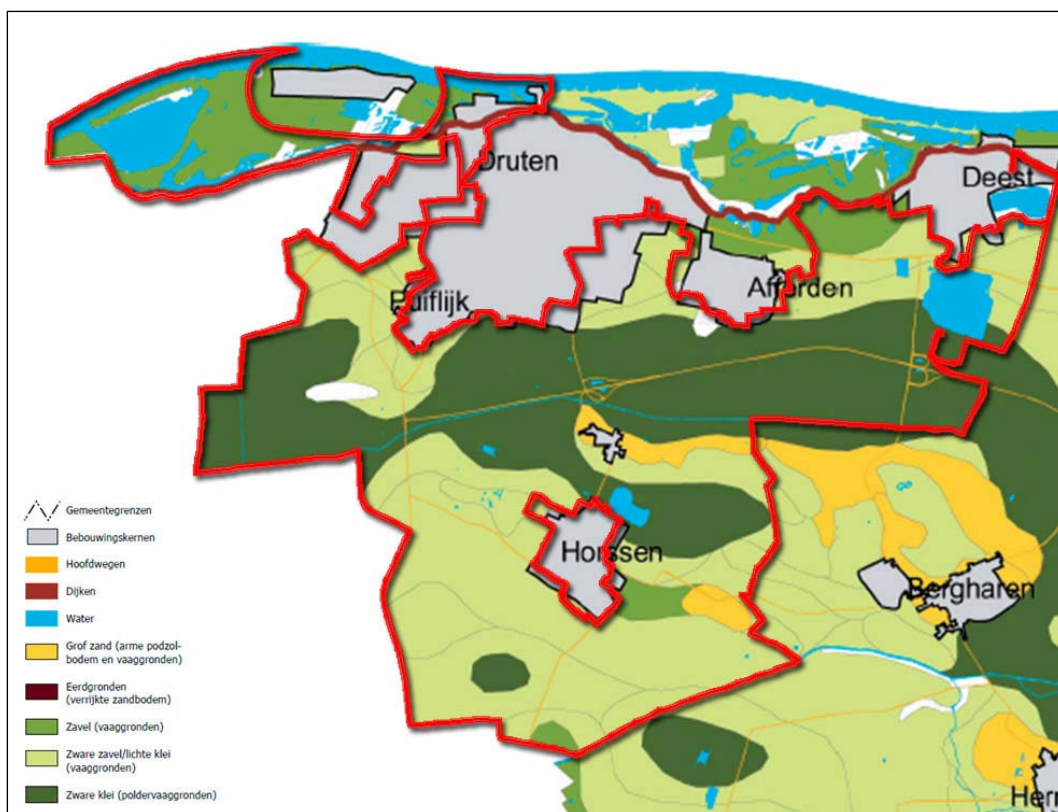 Druten
Deest
Puiflijk
Afferden
Horssen
Bergharen
Gemeentegrenzen
Bebouwingskernen
Hoofdwegen
Dijken
Water
Grof zand (arme podzol-
bodem en vaaggronden)
Eerdgronden
(verrijkte zandbodem)
Zavel (vaaggronden)
Zware zavel/lichte klei
(vaaggronden)
Zware klei (poldervaaggronden)